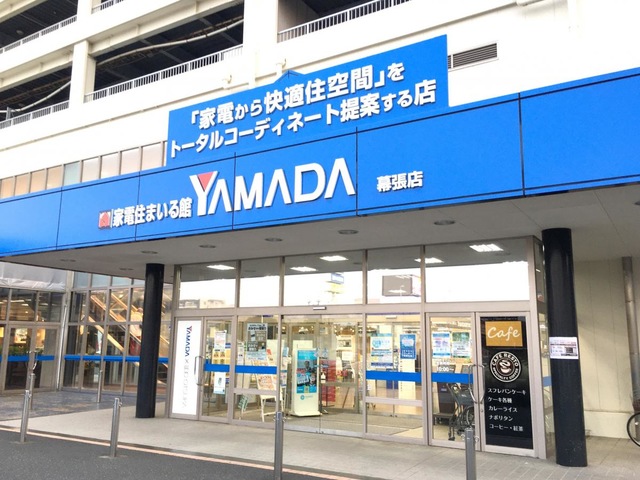 「家電から快適住空間」を
トータルコーディネート提案する店
家電住まいる館
YAMADA
幕張店
YAMADA
10:00
Cafe
スフレパンケーキ
ケーキ各種
カレーライス
ナポリタン
コーヒー・紅茶